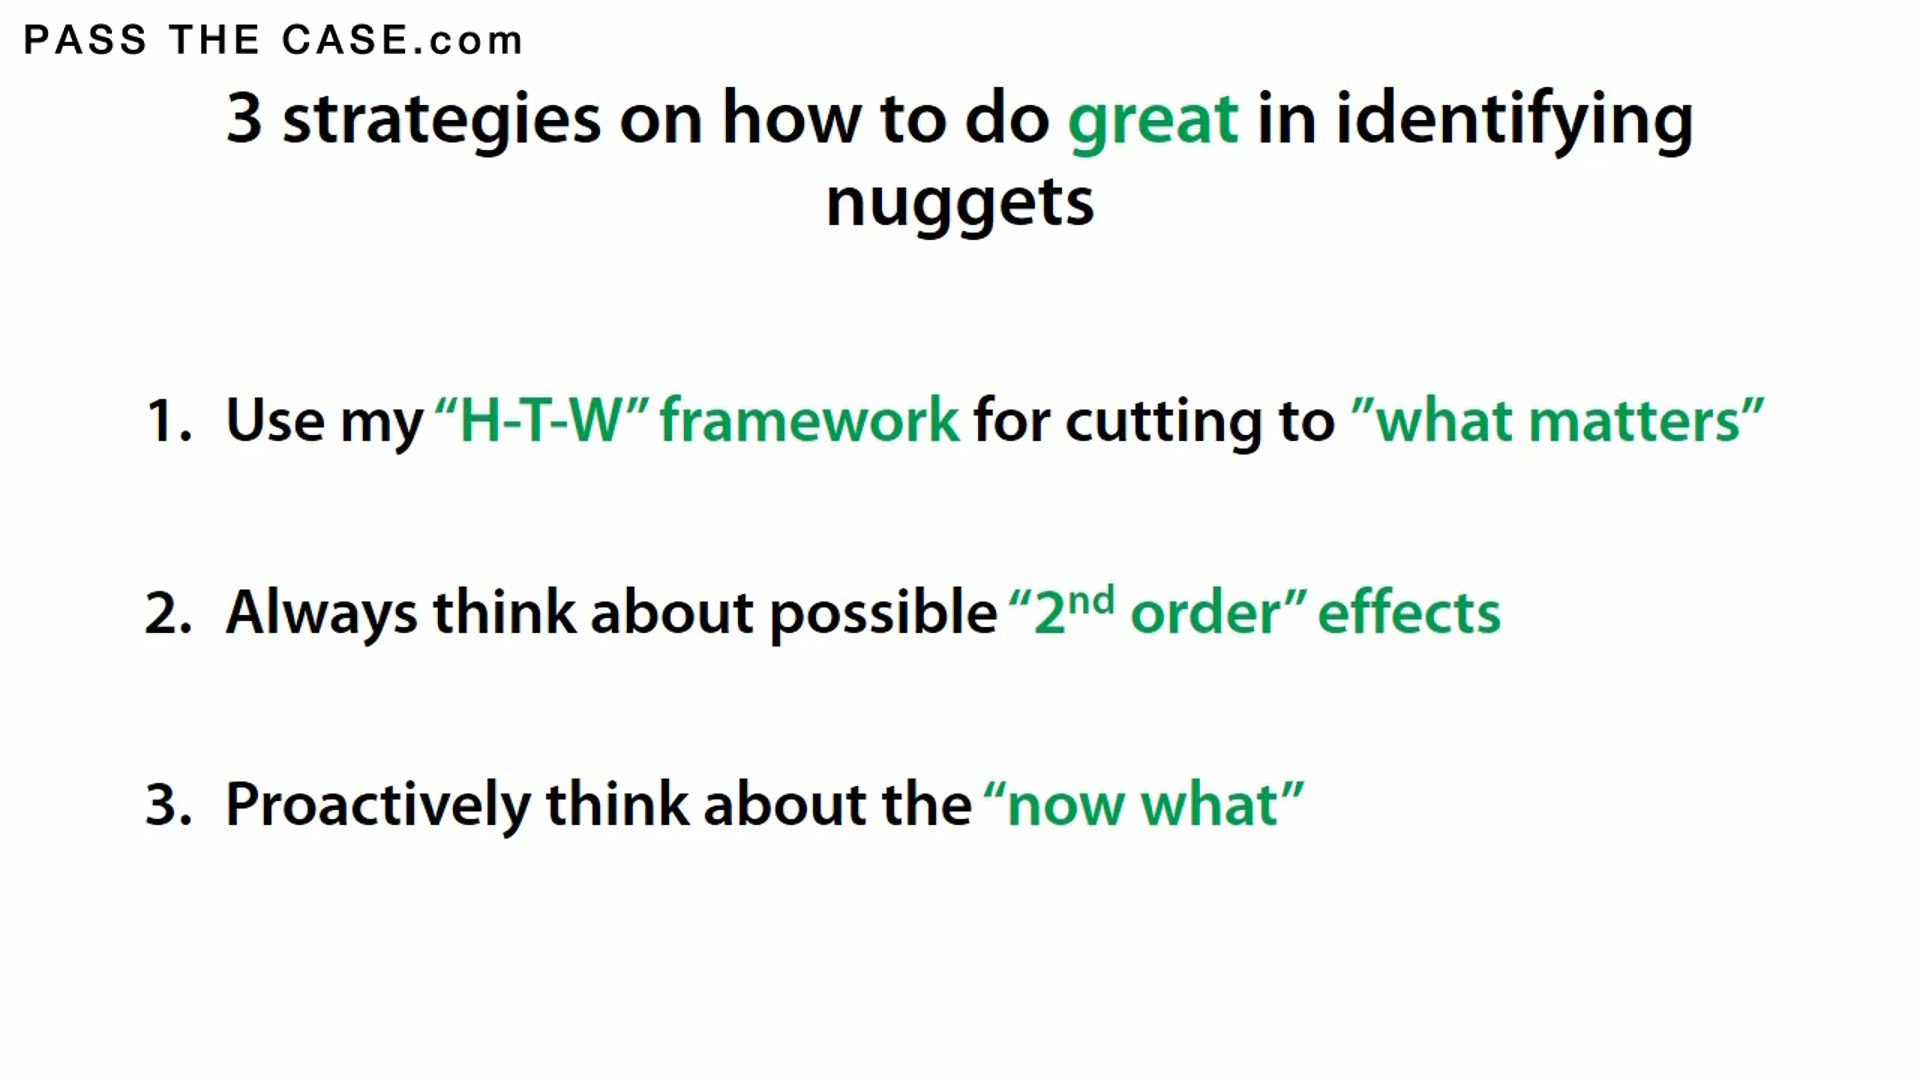 PASS THE CASE.com
3 strategies on how to do great in identifying
nuggets
1. Use my “H-T-W” framework for cutting to ”what matters”
2. Always think about possible “2nd order” effects
3. Proactively think about the “now what”